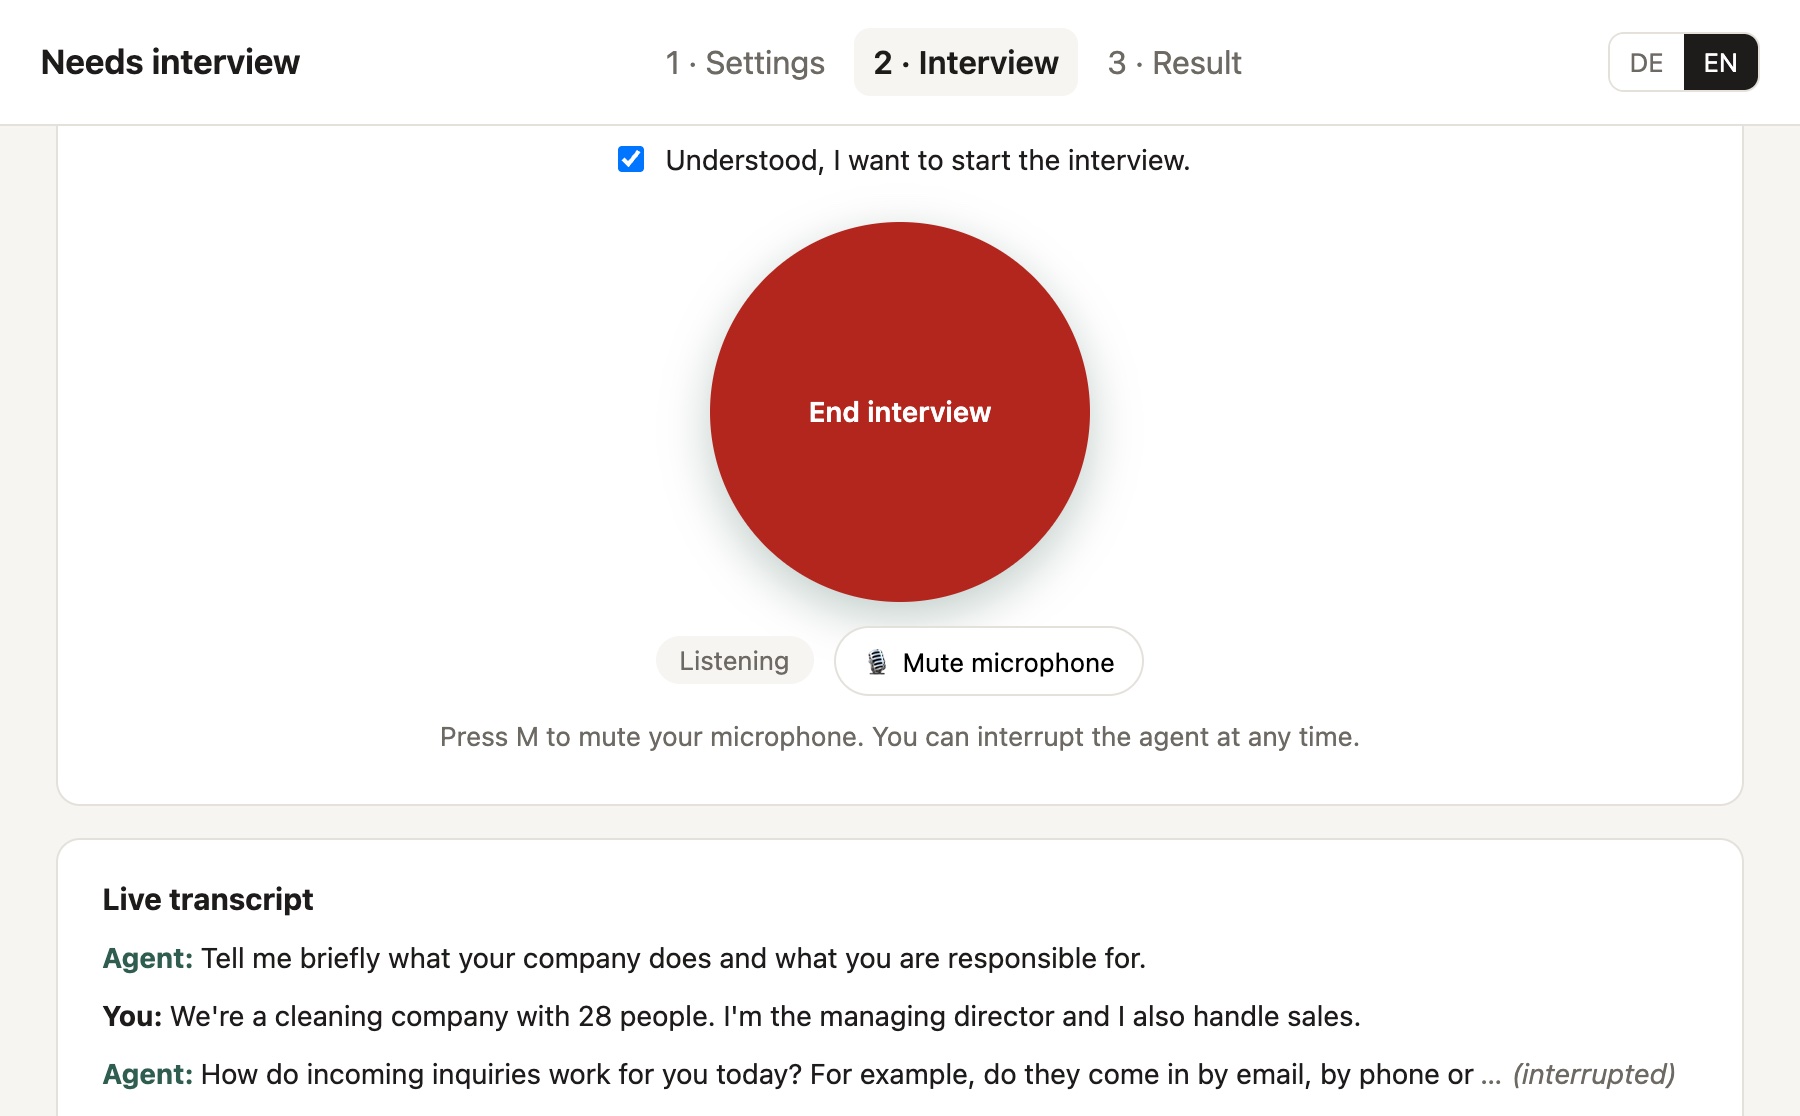 Needs interview
1 · Settings
2 · Interview
3 · Result
DE
EN
Understood, I want to start the interview.
End interview
Listening
Mute microphone
Press M to mute your microphone. You can interrupt the agent at any time.
Live transcript
Agent: Tell me briefly what your company does and what you are responsible for.
You: We're a cleaning company with 28 people. I'm the managing director and I also handle sales.
Agent: How do incoming inquiries work for you today? For example, do they come in by email, by phone or ... (interrupted)